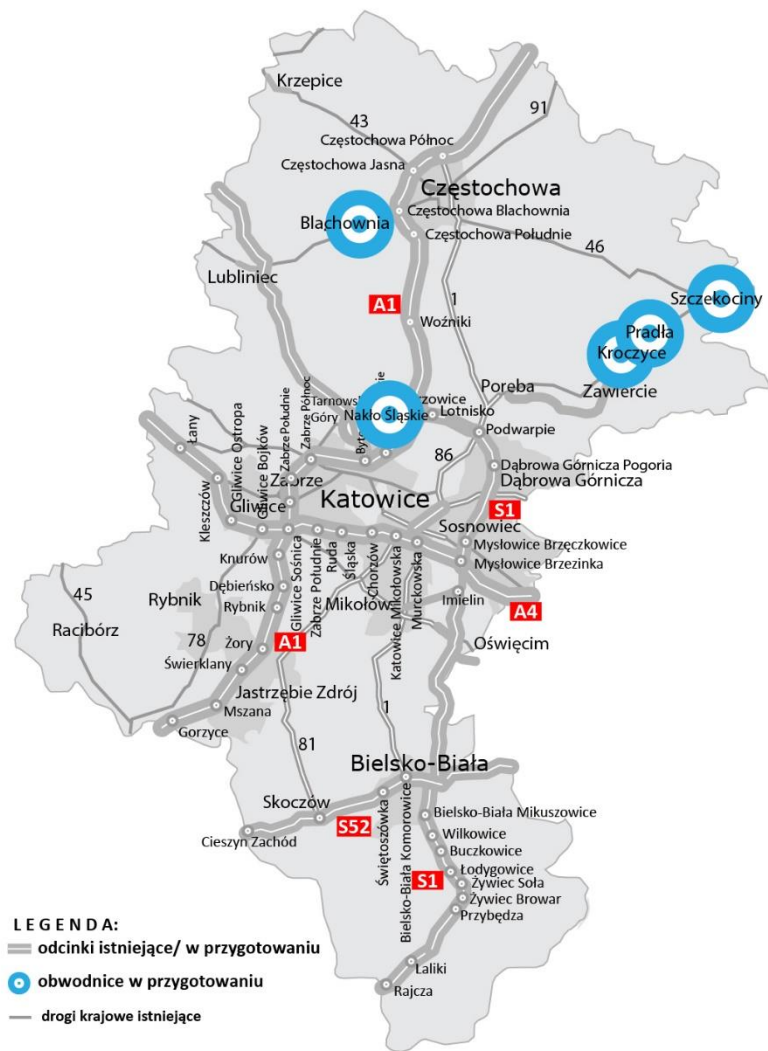 Krzepice
43
91
Częstochowa Północ
Częstochowa Jasna
Częstochowa
Blachownia
Częstochowa Blachownia
Częstochowa Południe
46
Lubliniec
Szczekociny
A1
1
Woźniki
Pradła
Kroczyce
Poręba
Zawiercie
Tarnowskie
Góry
Nakło Śląskie
Lotnisko
Podwarpie
Łany
Gliwice Ostropa
Gliwice Bojków
Zabrze Południe
Zabrze Północ
86
Dąbrowa Górnicza Pogoria
Dąbrowa Górnicza
Zabrze
Katowice
Kleszczów
Gliwice
S1
Sosnowiec
Mysłowice Brzęczkowice
Mysłowice Brzezinka
Knurów
Gliwice Sośnica
Zabrze Południe
Ruda
Śląska
Chorzów
Katowice Mikołowska
Murckowska
Dębieńsko
Imielin
45
Rybnik
Rybnik
Mikołów
A4
Racibórz
78
Żory
A1
Oświęcim
Świerklany
Jastrzębie Zdrój
Mszana
1
Gorzyce
81
Bielsko-Biała
Skoczów
Bielsko-Biała Mikuszowice
Cieszyn Zachód
S52
Świętoszówka
Bielsko-Biała Komorowice
Wilkowice
Buczkowice
S1
Łodygowice
Żywiec Soła
Żywiec Browar
Przybędza
Laliki
Rajcza
LEGENDA:
odcinki istniejące/ w przygotowaniu
obwodnice w przygotowaniu
drogi krajowe istniejące